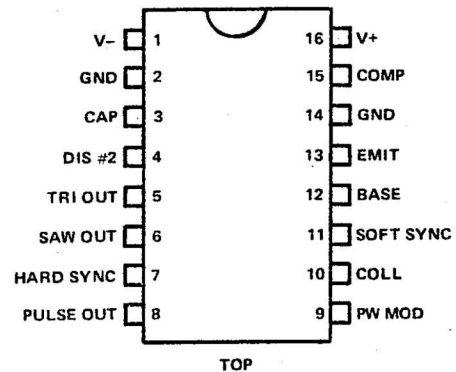 V– 1 16 V+
GND 2 15 COMP
CAP 3 14 GND
DIS #2 4 13 EMIT
TRI OUT 5 12 BASE
SAW OUT 6 11 SOFT SYNC
HARD SYNC 7 10 COLL
PULSE OUT 8 9 PW MOD
TOP